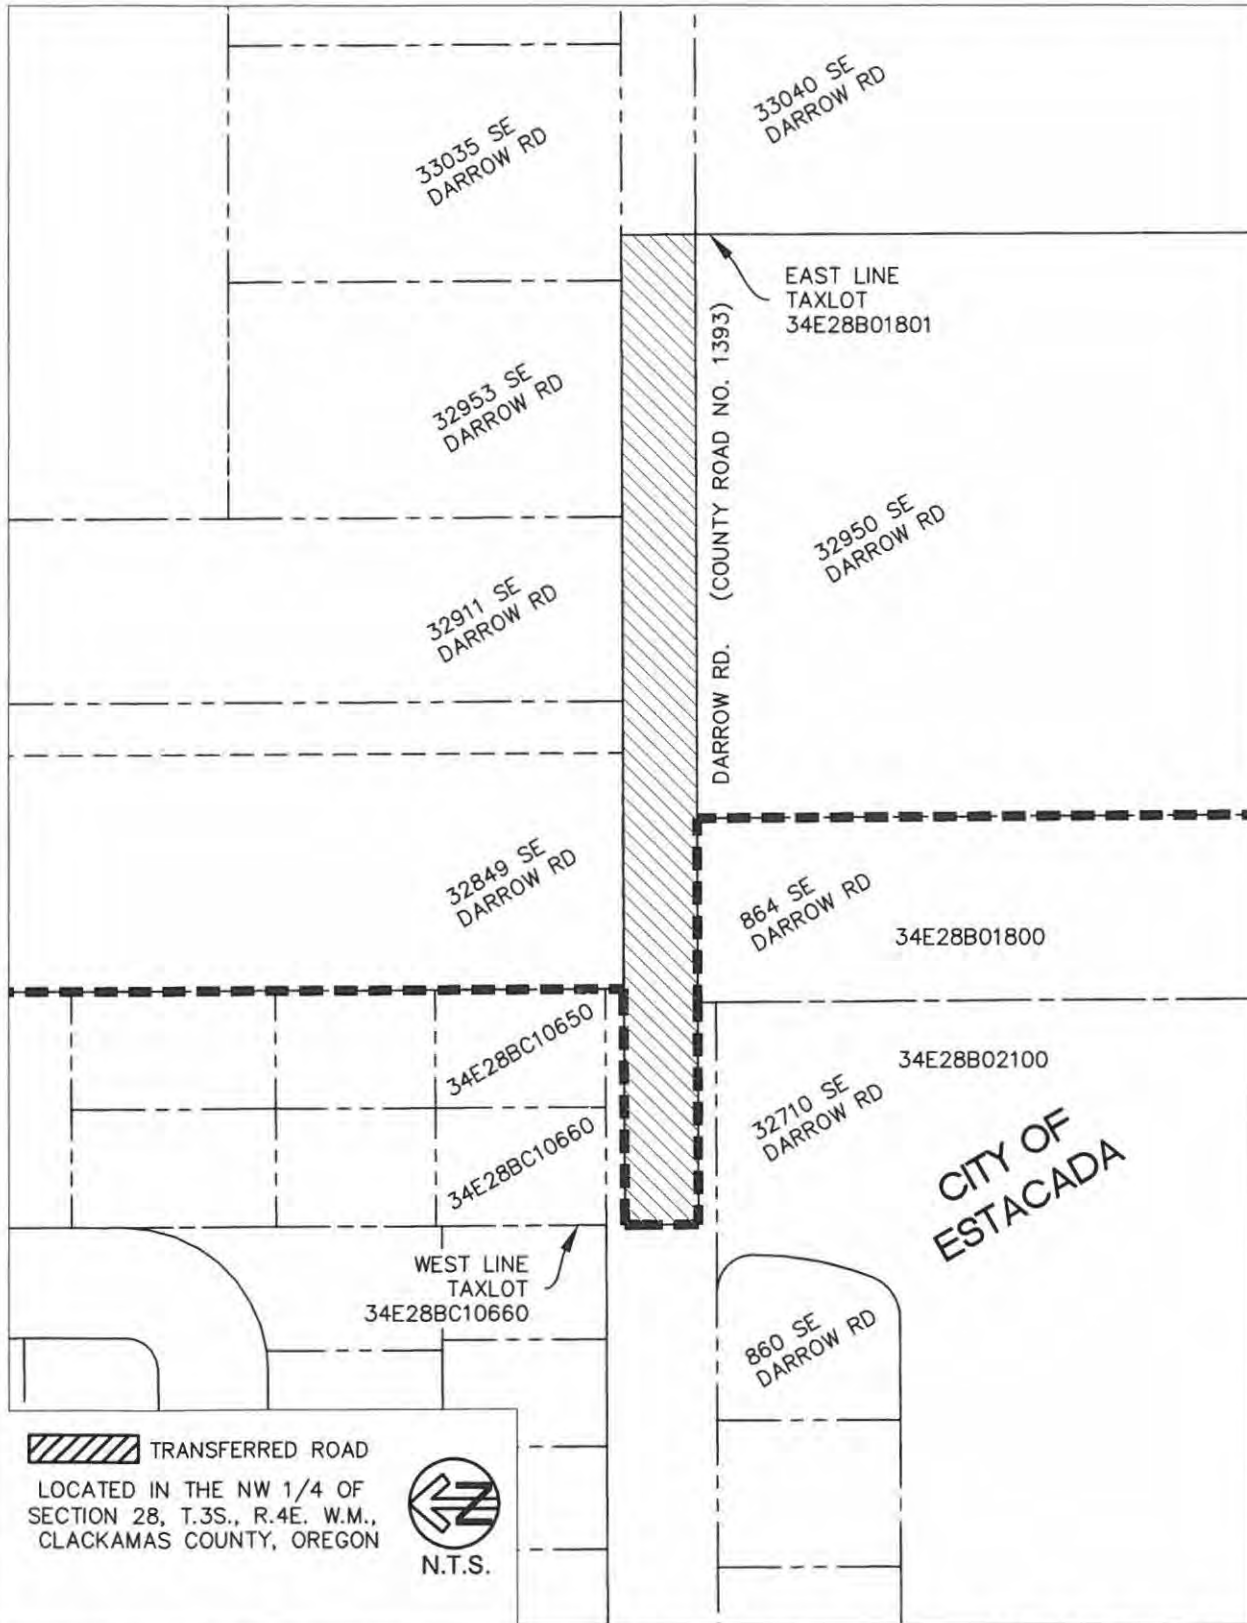 33040 SE
DARROW RD
33035 SE
DARROW RD
EAST LINE
TAXLOT
34E28B01801
DARROW RD. (COUNTY ROAD NO. 1393)
32953 SE
DARROW RD
32950 SE
DARROW RD
32911 SE
DARROW RD
32849 SE
DARROW RD
864 SE
DARROW RD
34E28B01800
34E28BC10650
34E28B02100
32710 SE
DARROW RD
34E28BC10660
CITY OF
ESTACADA
WEST LINE
TAXLOT
34E28BC10660
860 SE
DARROW RD
TRANSFERRED ROAD
LOCATED IN THE NW 1/4 OF
SECTION 28, T.3S., R.4E. W.M.,
CLACKAMAS COUNTY, OREGON
N
N.T.S.